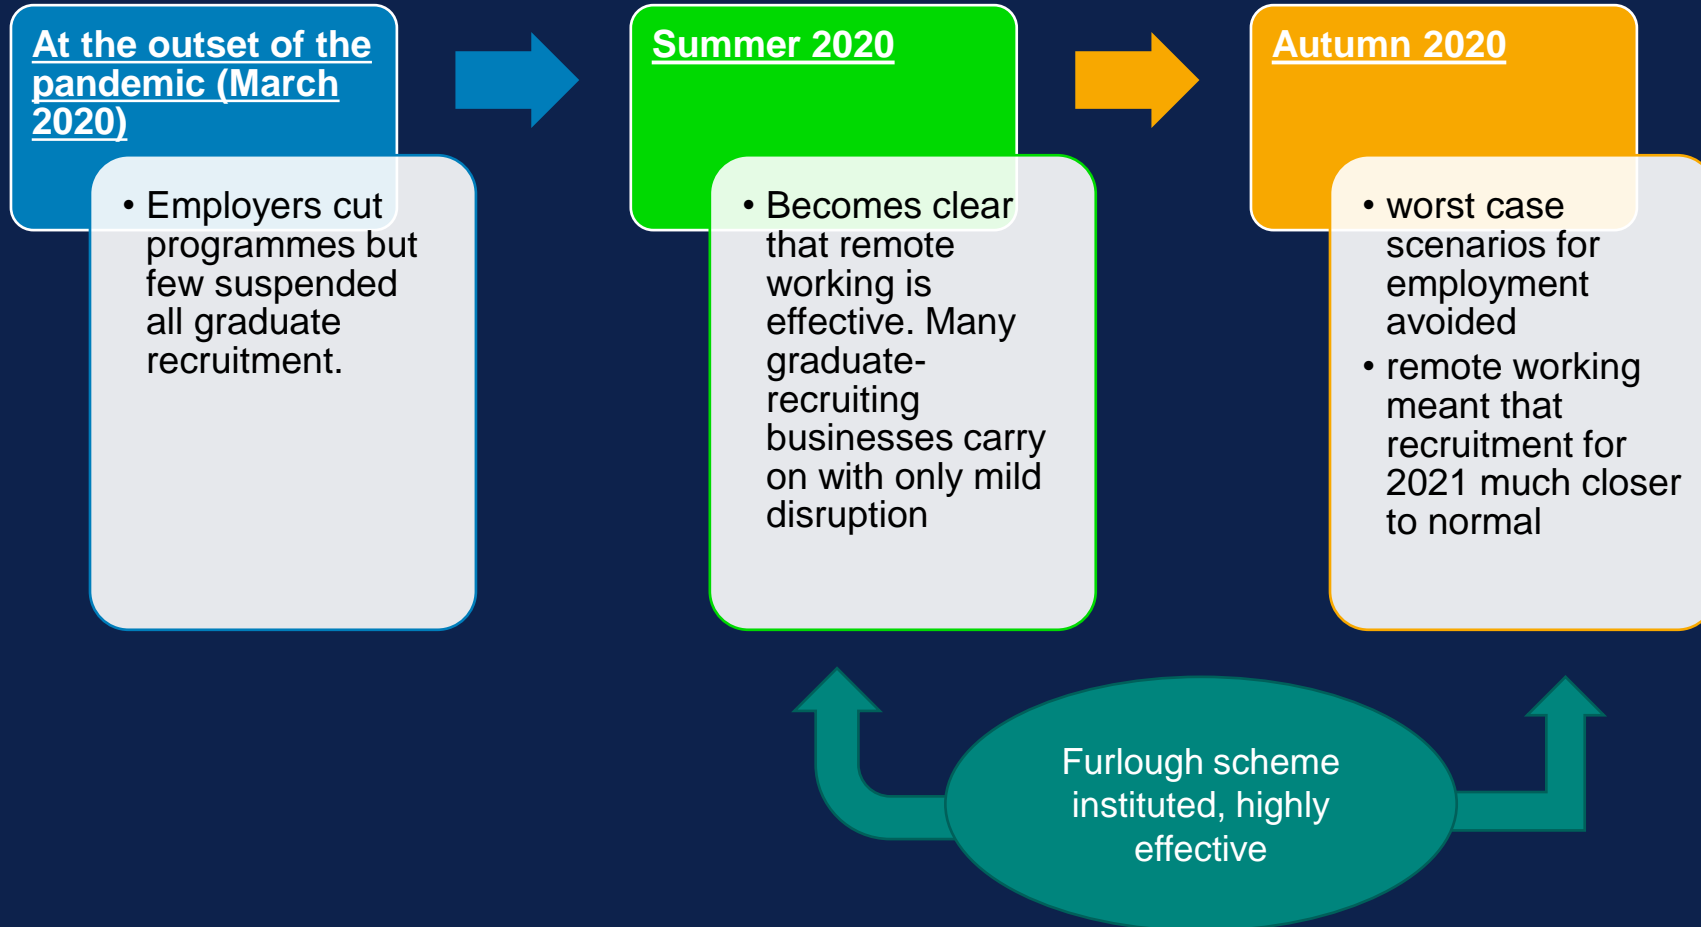 At the outset of the
pandemic (March
2020)
• Employers cut
programmes but
few suspended
all graduate
recruitment.
Summer 2020
• Becomes clear
that remote
working is
effective. Many
graduate-
recruiting
businesses carry
on with only mild
disruption
Autumn 2020
• worst case
scenarios for
employment
avoided
• remote working
meant that
recruitment for
2021 much closer
to normal
Furlough scheme
instituted, highly
effective